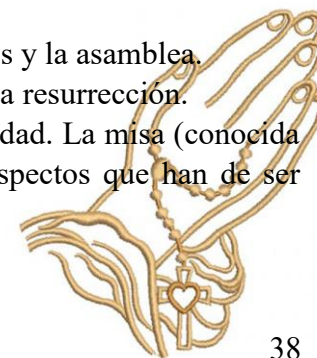 s y la asamblea.
a resurrección.
dad. La misa (conocida
spectos que han de ser
38